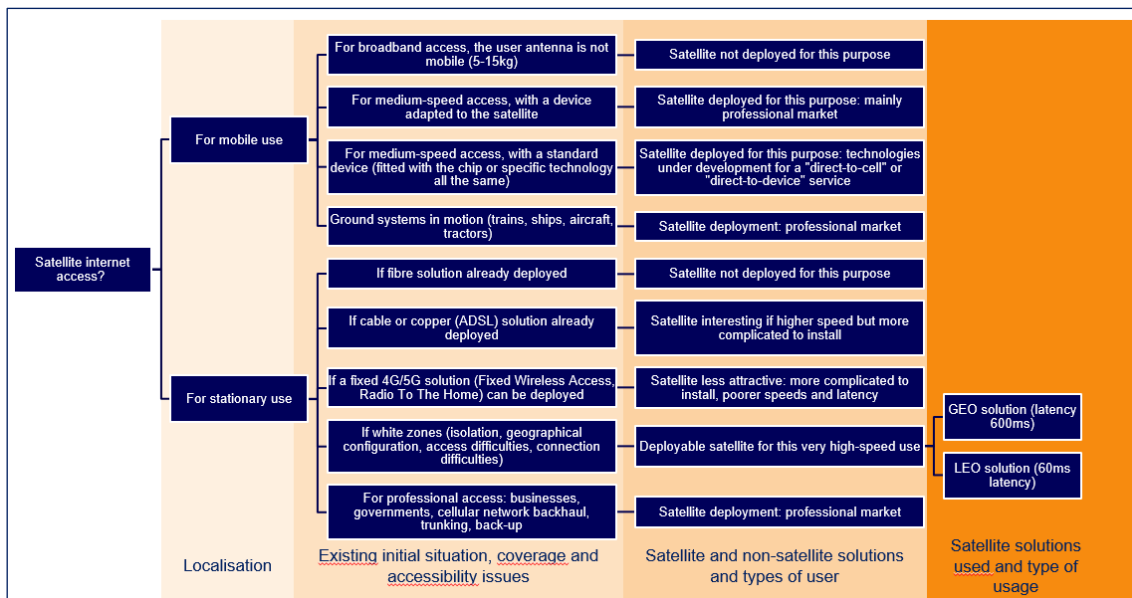 Satellite internet
access?
For mobile use
For stationary use
For broadband access, the user antenna is not
mobile (5-15kg)
Satellite not deployed for this purpose
For medium-speed access, with a device
adapted to the satellite
Satellite deployed for this purpose: mainly
professional market
For medium-speed access, with a standard
device (fitted with the chip or specific technology
all the same)
Satellite deployed for this purpose: technologies
under development for a "direct-to-cell" or
"direct-to-device" service
Ground systems in motion (trains, ships, aircraft,
tractors)
Satellite deployment: professional market
If fibre solution already deployed
Satellite not deployed for this purpose
If cable or copper (ADSL) solution already
deployed
Satellite interesting if higher speed but more
complicated to install
If a fixed 4G/5G solution (Fixed Wireless Access,
Radio To The Home) can be deployed
Satellite less attractive: more complicated to
install, poorer speeds and latency
If white zones (isolation, geographical
configuration, access difficulties, connection
difficulties)
Deployable satellite for this very high-speed use
GEO solution (latency
600ms)
LEO solution (60ms
latency)
For professional access: businesses,
governments, cellular network backhaul,
trunking, back-up
Satellite deployment: professional market
Localisation
Existing initial situation, coverage and
accessibility issues
Satellite and non-satellite solutions
and types of user
Satellite solutions
used and type of
usage